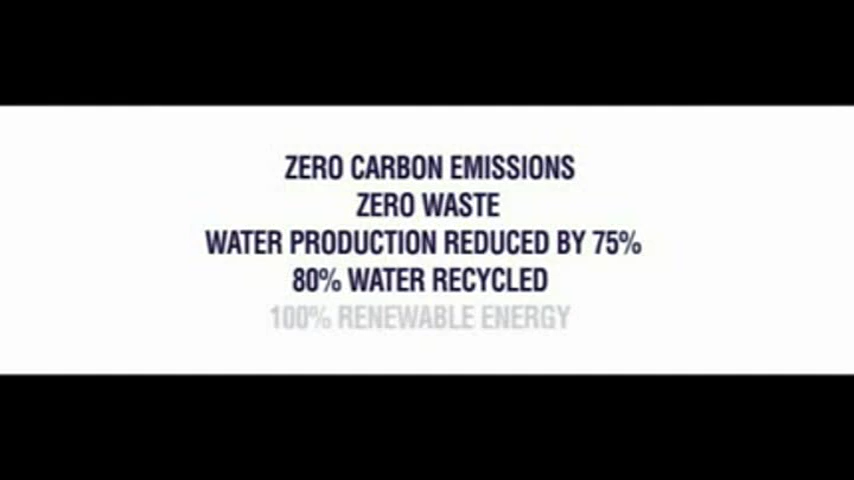 ZERO CARBON EMISSIONS
ZERO WASTE
WATER PRODUCTION REDUCED BY 75%
80% WATER RECYCLED
100% RENEWABLE ENERGY